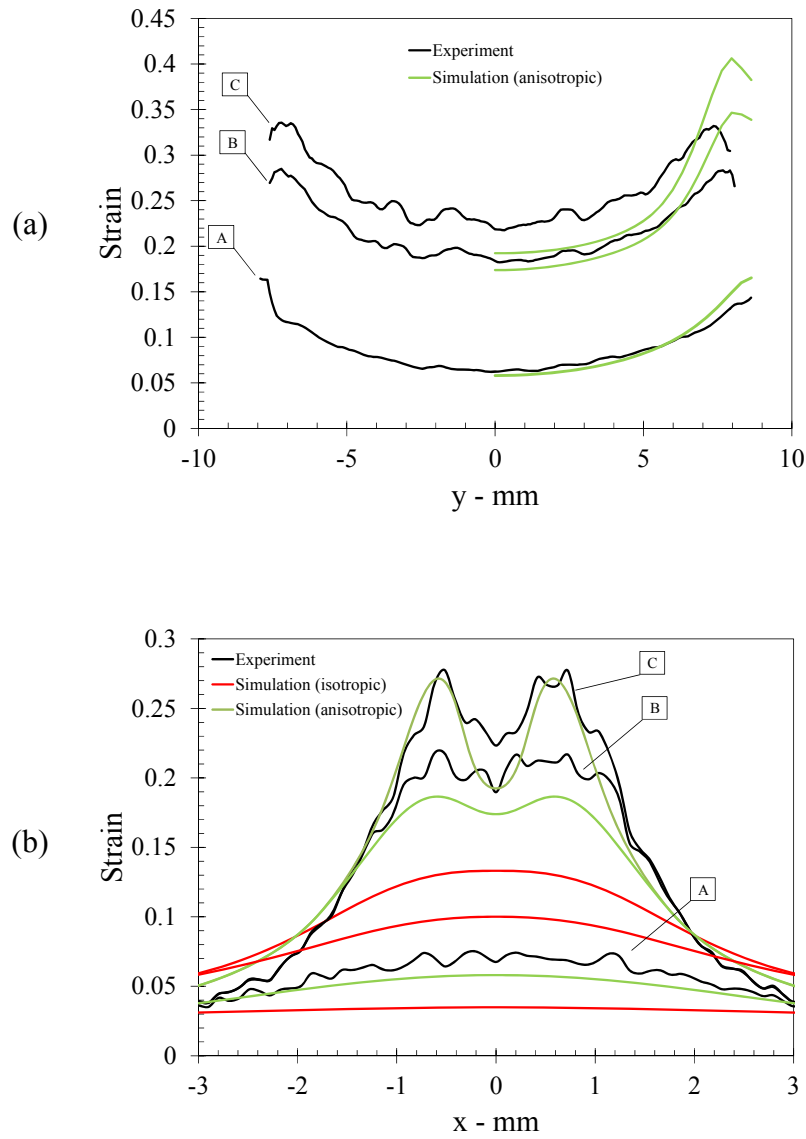 (a)
Strain
0.45
0.4
0.35
0.3
0.25
0.2
0.15
0.1
0.05
0
Experiment
Simulation (anisotropic)
C
B
A
-10
-5
0
5
10
y - mm
(b)
Strain
0.3
0.25
0.2
0.15
0.1
0.05
0
Experiment
Simulation (isotropic)
Simulation (anisotropic)
C
B
A
-3
-2
-1
0
1
2
3
x - mm